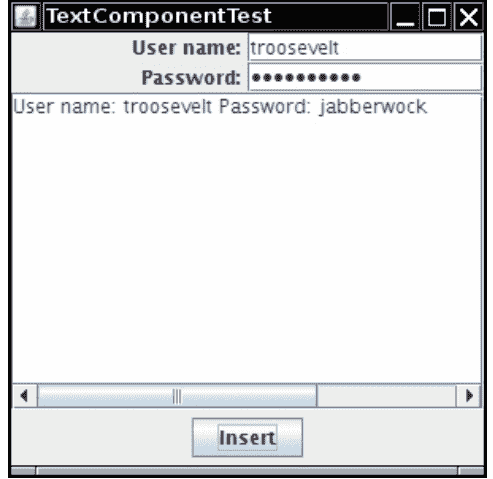 TextComponentTest
User name: troosevelt
Password: ●●●●●●●●●●
User name: troosevelt Password: jabberwock
Insert